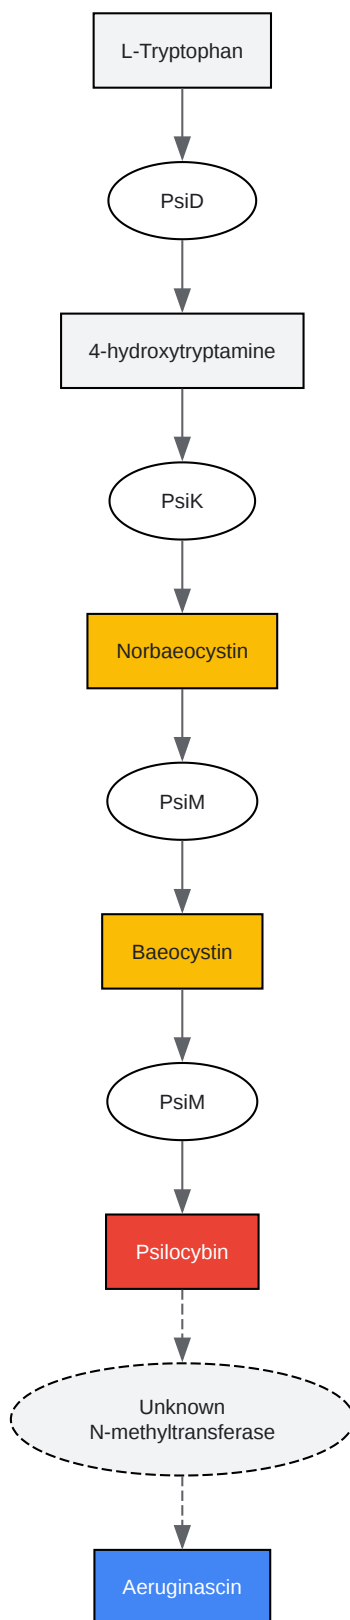 L-Tryptophan
PsiD
4-hydroxytryptamine
PsiK
Norbaeocystin
PsiM
Baeocystin
PsiM
Psilocybin
Unknown
N-methyltransferase
Aeruginascin